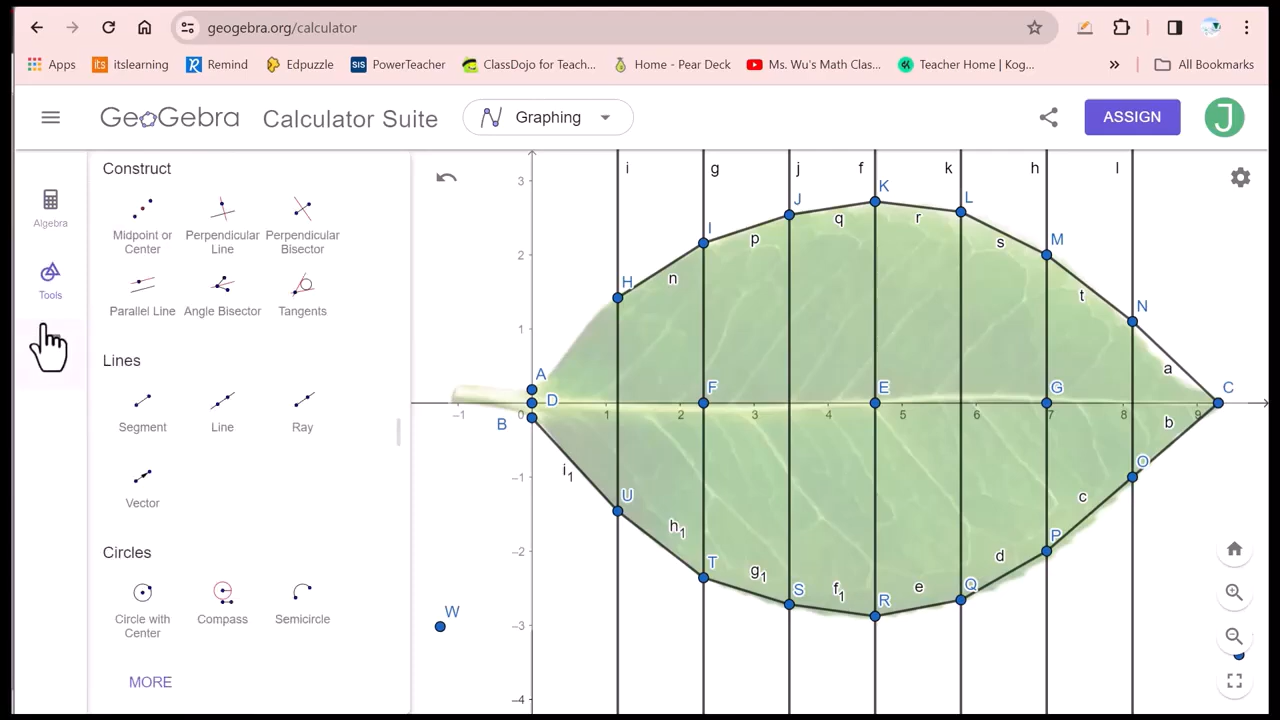 geogebra.org/calculator
Apps itslearning Remind Edpuzzle SIS PowerTeacher ClassDojo for Teach... Home - Pear Deck Ms. Wu's Math Clas... Teacher Home | Kog... » All Bookmarks
GeoGebra Calculator Suite Graphing ASSIGN J
Algebra
Tools
Construct
Midpoint or Center
Perpendicular Line
Perpendicular Bisector
Parallel Line
Angle Bisector
Tangents
Lines
Segment
Line
Ray
Vector
Circles
Circle with Center
Compass
Semicircle
MORE
i g j f k h l
3
K
J L
q r
I M
p s
2
n t
H N
1
a
A F E G C
D
–1 0 1 2 3 4 5 6 7 8 9
B b
i₁ O
–1
U c
h₁ P
–2
T g₁ S f₁ R e Q d
W
–3
–4